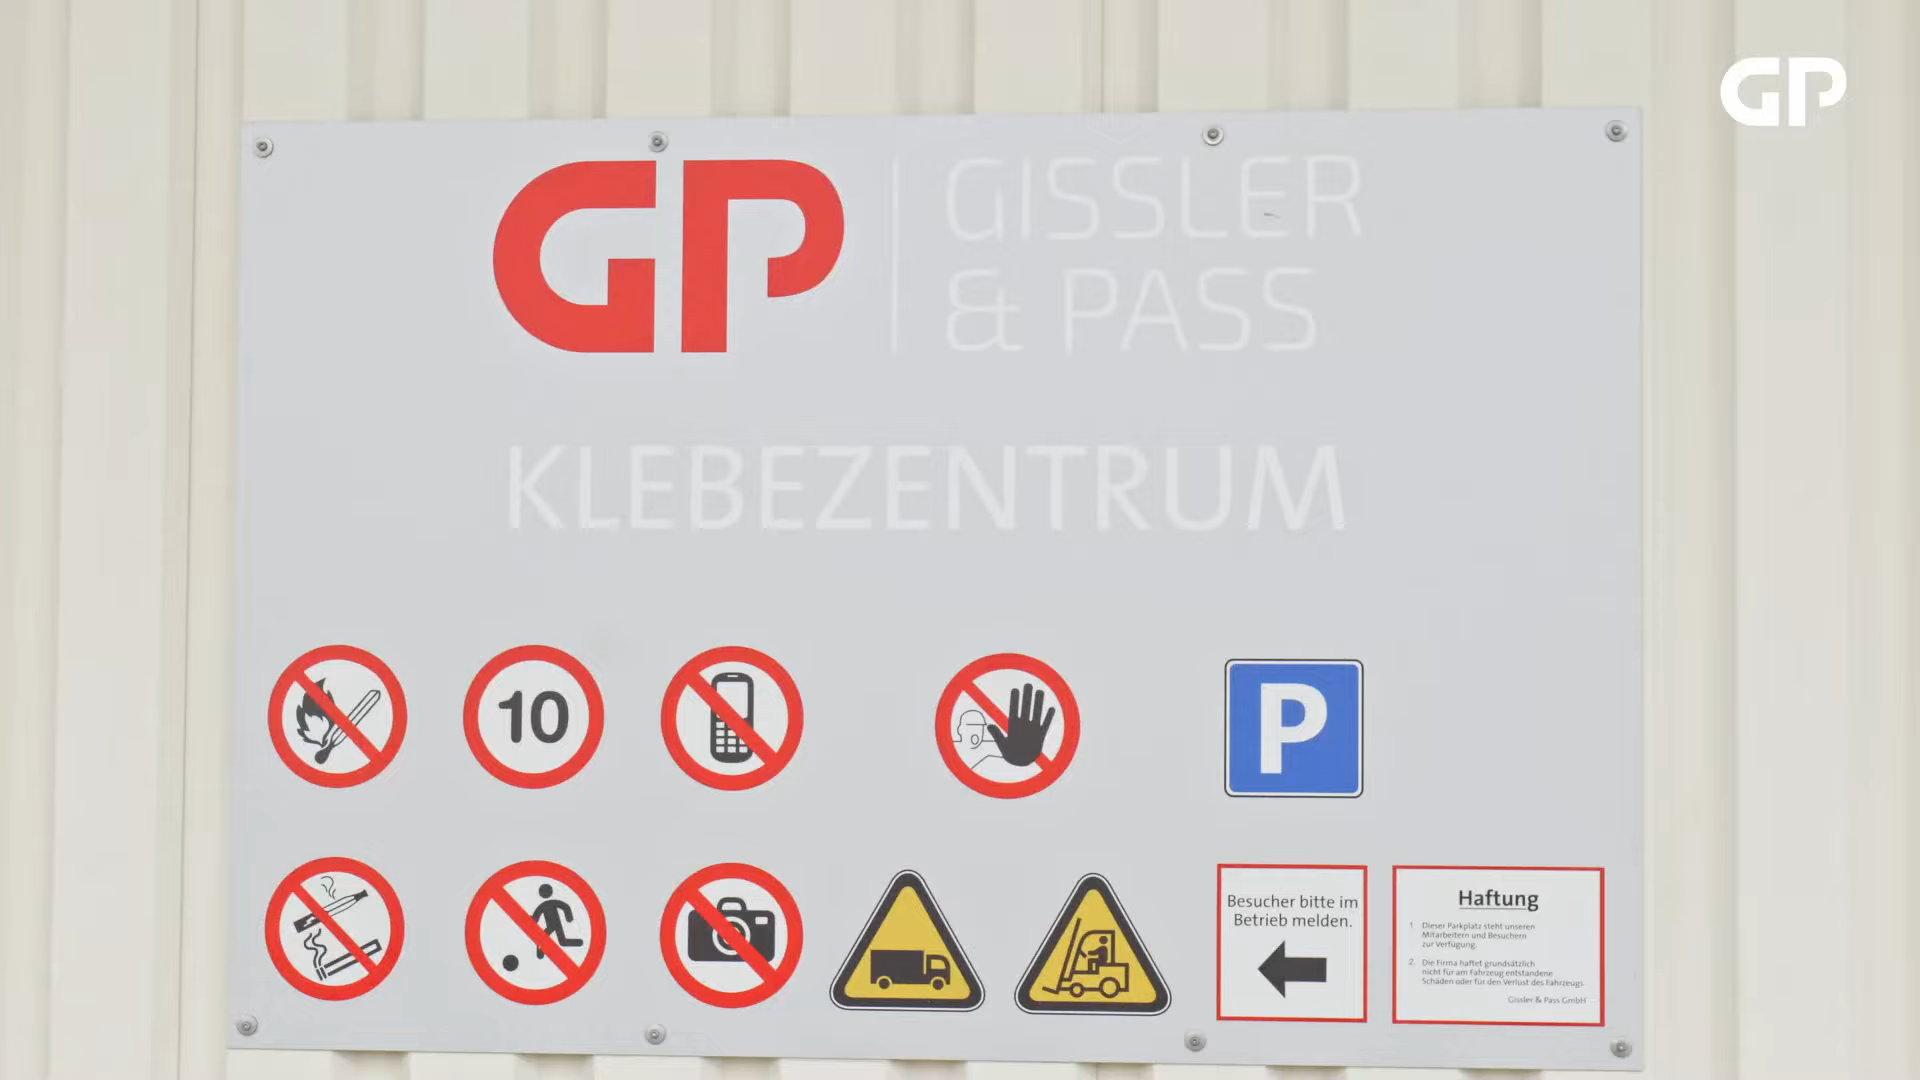 GP
GP
GISSLER
& PASS
KLEBEZENTRUM
10
P
Besucher bitte im
Betrieb melden.
Haftung
1. Dieser Parkplatz steht unseren
Mitarbeitern und Besuchern
zur Verfügung.
2. Die Firma haftet grundsätzlich
nicht für am Fahrzeug entstandene
Schäden oder für den Verlust des Fahrzeugs.
Gissler & Pass GmbH